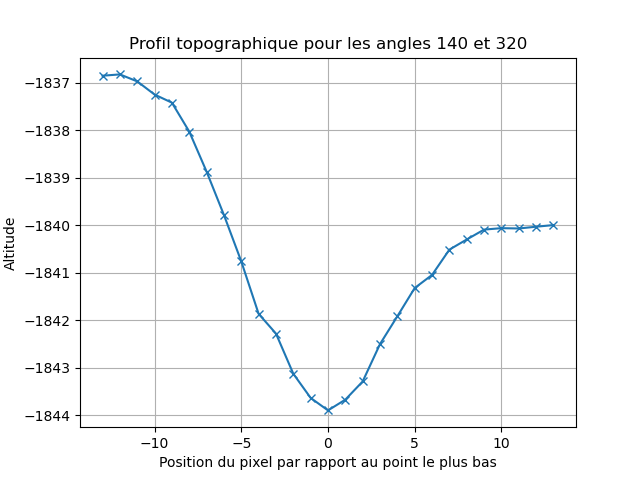 Profil topographique pour les angles 140 et 320
−1837
−1838
−1839
−1840
−1841
−1842
−1843
−1844
Altitude
−10 −5 0 5 10
Position du pixel par rapport au point le plus bas